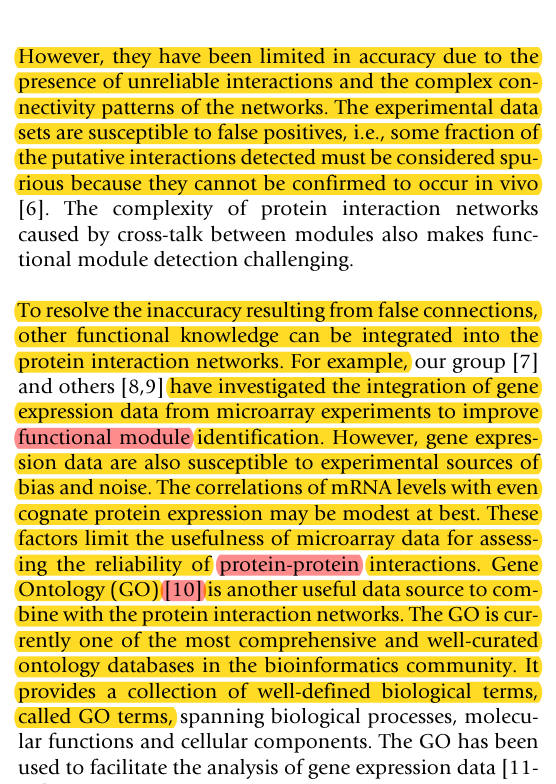 However, they have been limited in accuracy due to the
presence of unreliable interactions and the complex con-
nectivity patterns of the networks. The experimental data
sets are susceptible to false positives, i.e., some fraction of
the putative interactions detected must be considered spu-
rious because they cannot be confirmed to occur in vivo
[6]. The complexity of protein interaction networks
caused by cross-talk between modules also makes func-
tional module detection challenging.
To resolve the inaccuracy resulting from false connections,
other functional knowledge can be integrated into the
protein interaction networks. For example, our group [7]
and others [8,9] have investigated the integration of gene
expression data from microarray experiments to improve
functional module identification. However, gene expres-
sion data are also susceptible to experimental sources of
bias and noise. The correlations of mRNA levels with even
cognate protein expression may be modest at best. These
factors limit the usefulness of microarray data for assess-
ing the reliability of protein-protein interactions. Gene
Ontology (GO) [10] is another useful data source to com-
bine with the protein interaction networks. The GO is cur-
rently one of the most comprehensive and well-curated
ontology databases in the bioinformatics community. It
provides a collection of well-defined biological terms,
called GO terms, spanning biological processes, molecu-
lar functions and cellular components. The GO has been
used to facilitate the analysis of gene expression data [11-